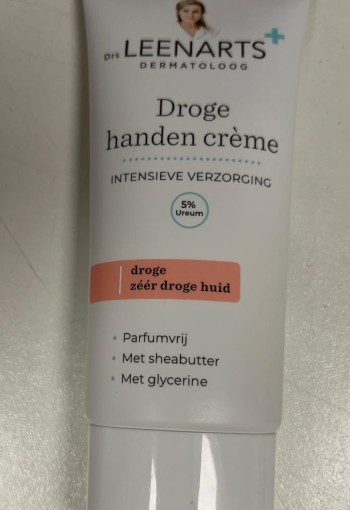 Drs LEENARTS+
DERMATOLOOG
Droge
handen crème
INTENSIEVE VERZORGING
5%
Ureum
droge
zéér droge huid
• Parfumvrij
• Met sheabutter
• Met glycerine